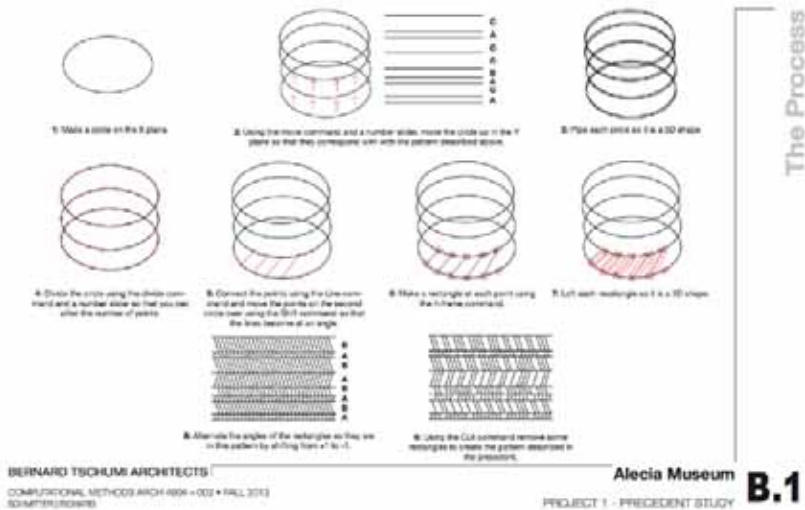 The Process
1: Make a circle on the X plane.
C
A
C
C
B
A
C
A
2: Using the move command and a number slider, move the circle up in the Y
plane so that they correspond with with the pattern described above.
3: Pipe each circle so it is a 3D shape
4: Divide the circle using the divide com-
mand and a number slider so that you can
alter the number of points
5: Connect the points using the Line com-
mand and move the points on the second
circle over using the Shift command so that
the lines become at an angle.
6: Make a rectangle at each point using
the command.
7: Loft each rectangle so it is a 3D shape
B
A
B
A
B
A
B
A
8: Alternate the angles of the rectangles so they are
in this pattern by shifting from +1 to -1.
9: Using the Cull command remove some
rectangles to create the pattern described in
the precedent.
BERNARD TSCHUMI ARCHITECTS
COMPUTATIONAL METHODS ARCH - 002 • FALL 2013
Alecia Museum
PROJECT 1 - PRECEDENT STUDY
B.1